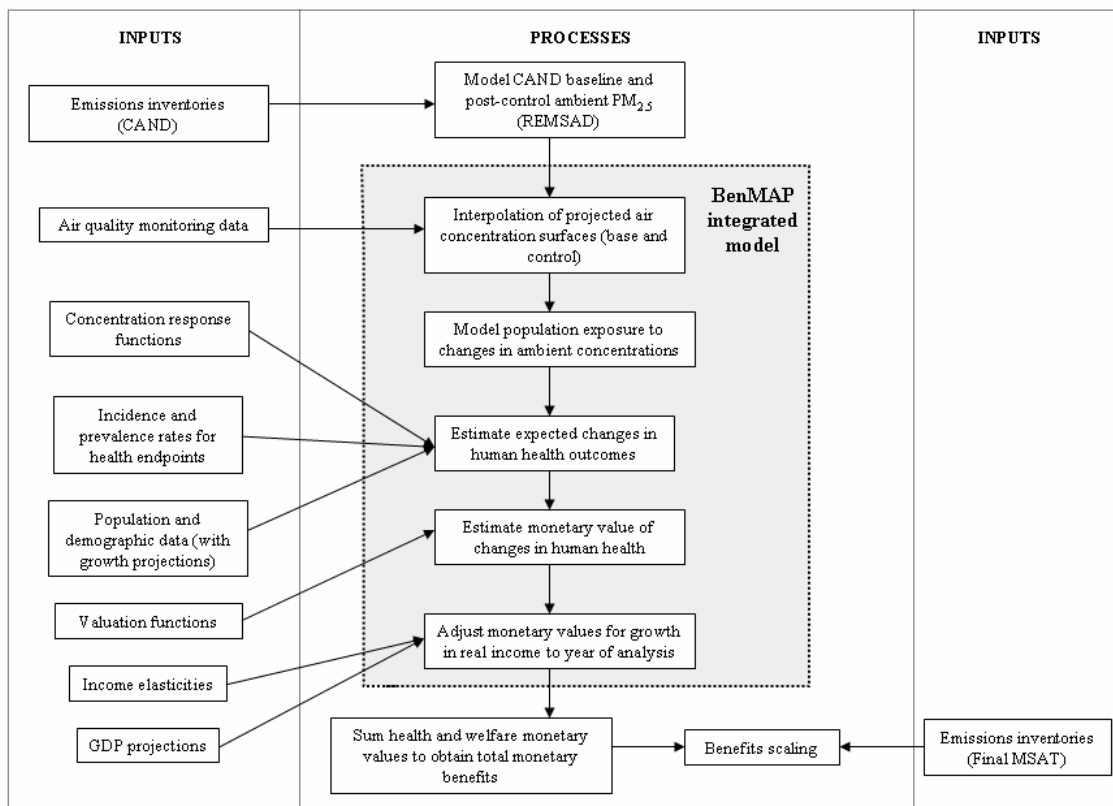 INPUTS
PROCESSES
INPUTS
Emissions inventories
(CAND)
Model CAND baseline and
post-control ambient PM2.5
(REMSAD)
BenMAP
integrated
model
Air quality monitoring data
Interpolation of projected air
concentration surfaces (base and
control)
Concentration response
functions
Model population exposure to
changes in ambient concentrations
Incidence and
prevalence rates for
health endpoints
Estimate expected changes in
human health outcomes
Population and
demographic data (with
growth projections)
Estimate monetary value of
changes in human health
Valuation functions
Adjust monetary values for growth
in real income to year of analysis
Income elasticities
GDP projections
Sum health and welfare monetary
values to obtain total monetary
benefits
Benefits scaling
Emissions inventories
(Final MSAT)